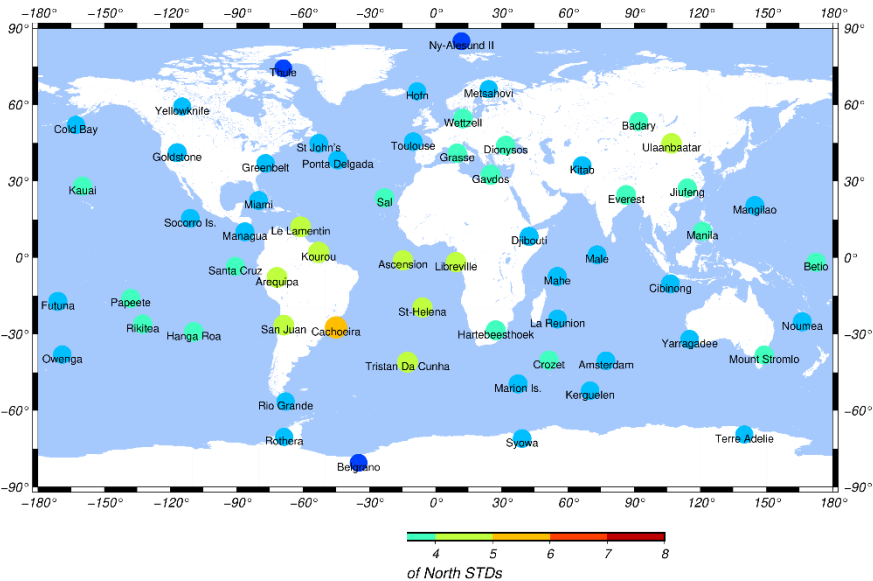 −180° −150° −120° −90° −60° −30° 0° 30° 60° 90° 120° 150° 180°
90° 90°
Ny-Alesund II
Thule
Hofn Metsahovi
60° 60°
Yellowknife
Wettzell
Cold Bay Badary
St John's Toulouse Dionysos Ulaanbaatar
Goldstone Ponta Delgada Grasse
Greenbelt Kitab
Gavdos
30° 30°
Kauai Sal Everest Jiufeng
Miami Mangilao
Socorro Is. Le Lamentin
Managua Djibouti Manila
Kourou Male
0° 0°
Santa Cruz Ascension Libreville Betio
Arequipa Mahe
Cibinong
Futuna Papeete St-Helena
Rikitea San Juan Cachoeira La Reunion Noumea
−30° Hanga Roa Hartebeesthoek −30°
Yarragadee
Owenga Tristan Da Cunha Crozet Amsterdam Mount Stromlo
Marion Is.
Kerguelen
Rio Grande
−60° −60°
Rothera Syowa Terre Adelie
Belgrano
−90° −90°
−180° −150° −120° −90° −60° −30° 0° 30° 60° 90° 120° 150° 180°
4 5 6 7 8
of North STDs